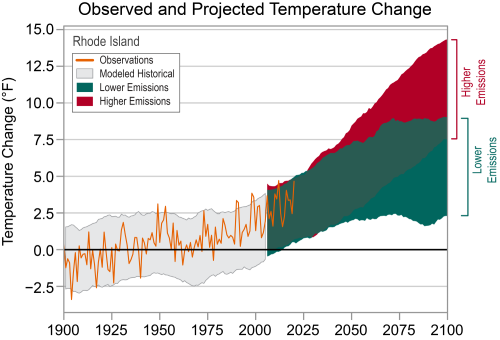 Observed and Projected Temperature Change
Temperature Change (°F)
15.0
12.5
10.0
7.5
5.0
2.5
0.0
−2.5
Rhode Island
Observations
Modeled Historical
Lower Emissions
Higher Emissions
Higher
Emissions
Lower
Emissions
1900 1925 1950 1975 2000 2025 2050 2075 2100